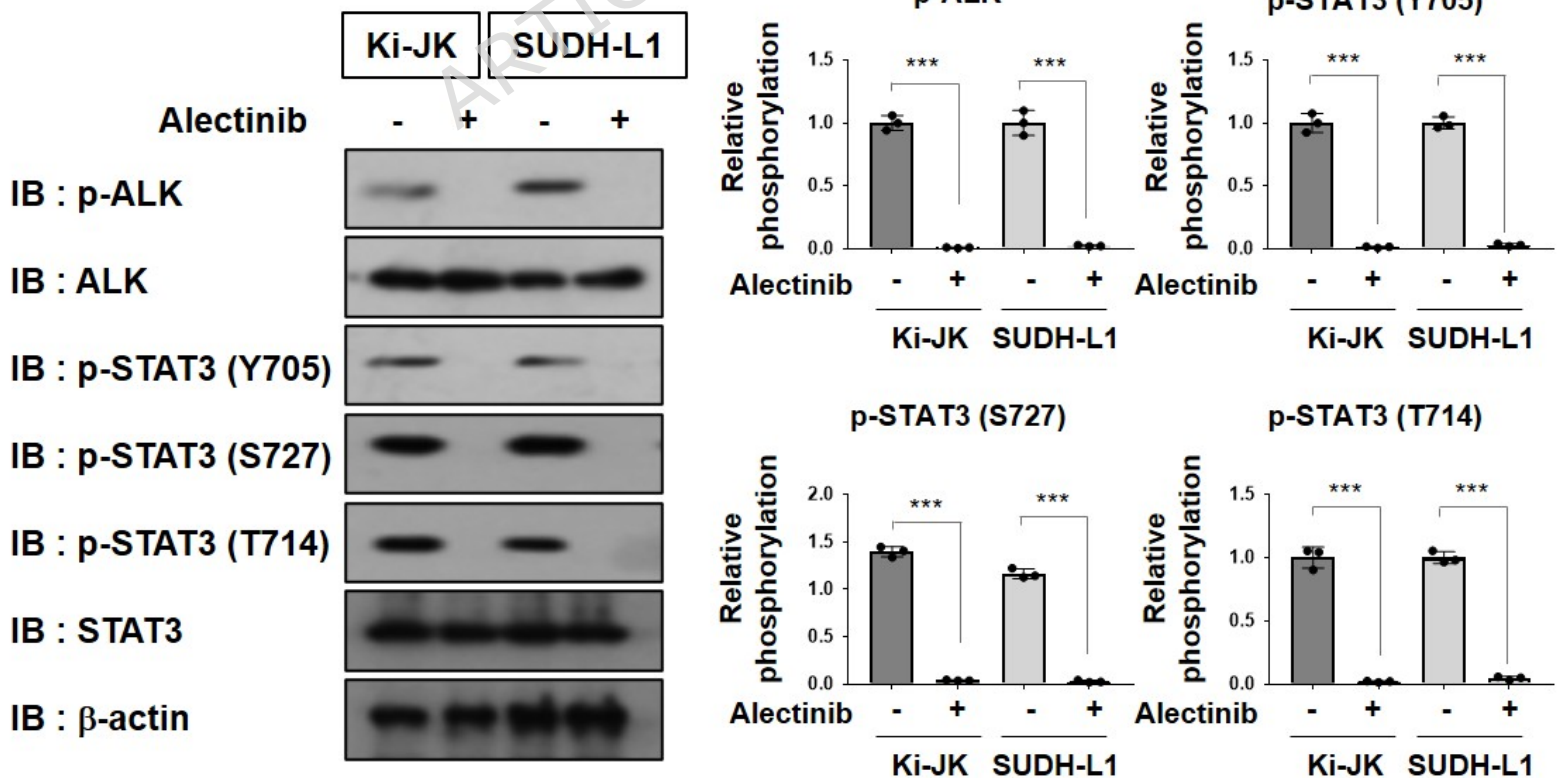 Ki-JK SUDH-L1
Alectinib - + - +
IB : p-ALK
IB : ALK
IB : p-STAT3 (Y705)
IB : p-STAT3 (S727)
IB : p-STAT3 (T714)
IB : STAT3
IB : β-actin
p-ALK
Relative
phosphorylation
1.5
1.0
0.5
0.0
*** ***
Alectinib - + - +
Ki-JK SUDH-L1
p-STAT3 (Y705)
Relative
phosphorylation
1.5
1.0
0.5
0.0
*** ***
Alectinib - + - +
Ki-JK SUDH-L1
p-STAT3 (S727)
Relative
phosphorylation
2.0
1.5
1.0
0.5
0.0
*** ***
Alectinib - + - +
Ki-JK SUDH-L1
p-STAT3 (T714)
Relative
phosphorylation
1.5
1.0
0.5
0.0
*** ***
Alectinib - + - +
Ki-JK SUDH-L1